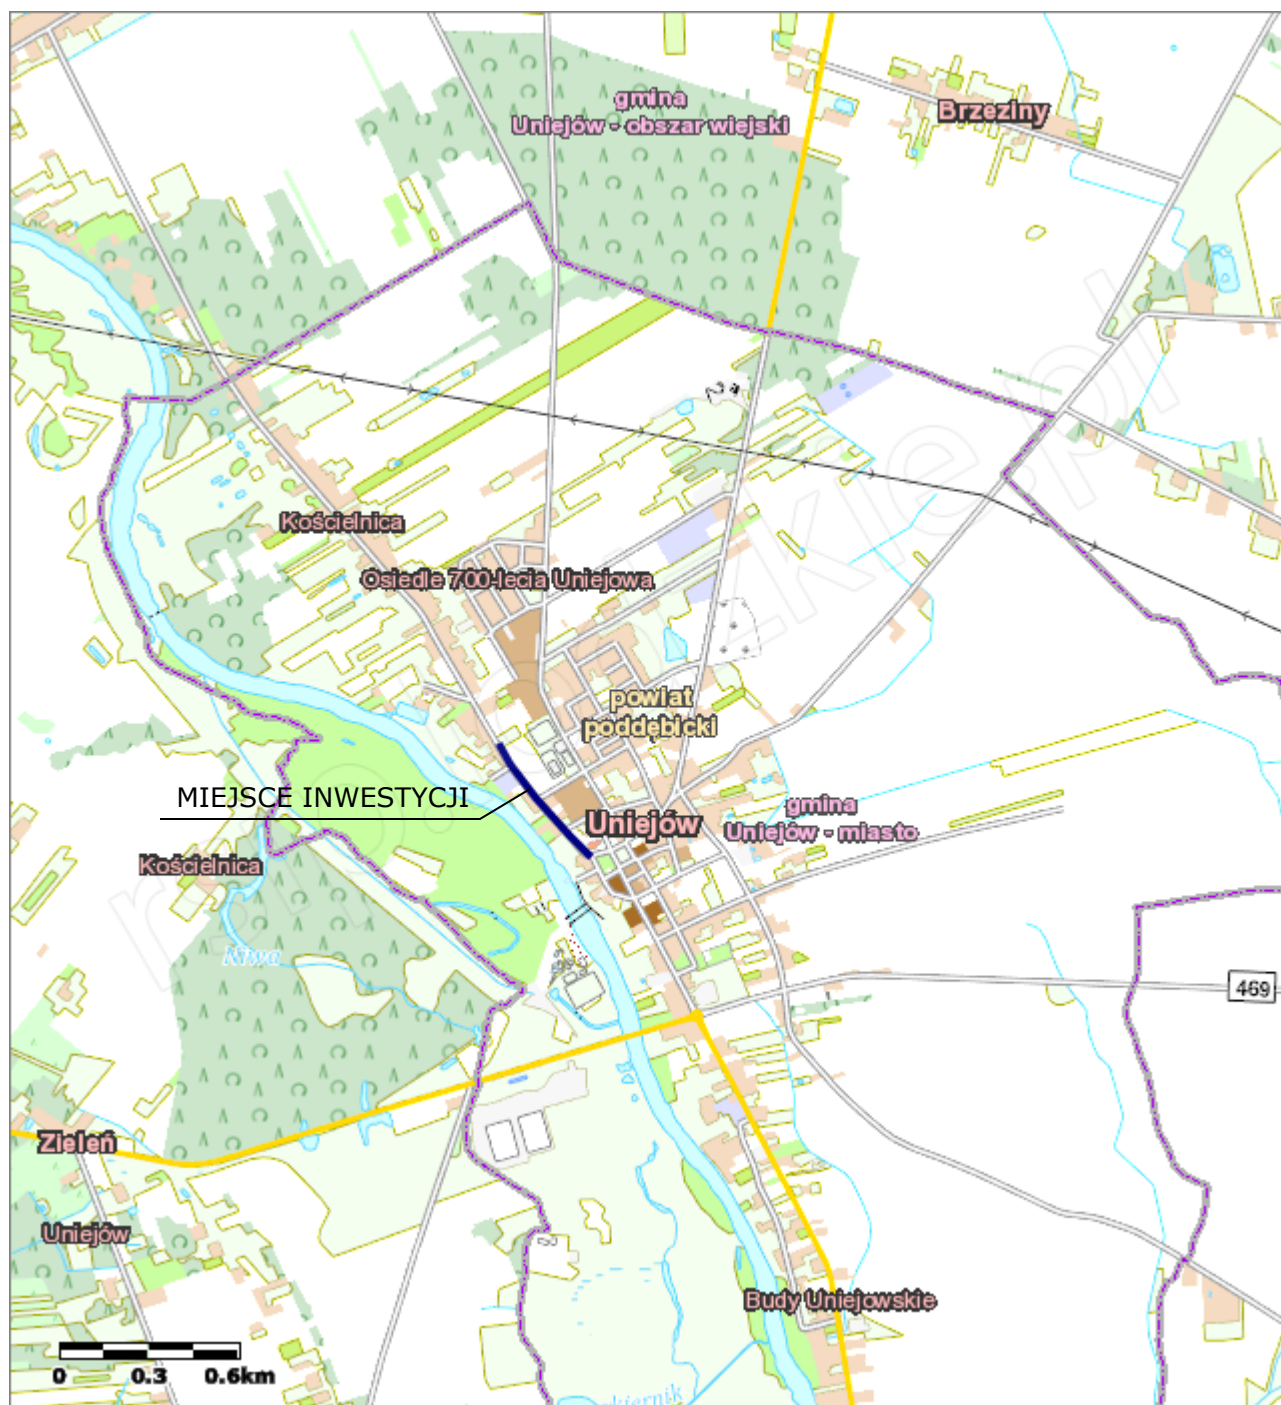 gmina
Uniejów - obszar wiejski
Brzeziny
Kościelnica
Osiedle 700-lecia Uniejowa
powiat
poddębicki
MIEJSCE INWESTYCJI
Uniejów
gmina
Uniejów - miasto
Kościelnica
Niwa
469
Zieleń
Uniejów
Budy Uniejowskie
0 0.3 0.6km